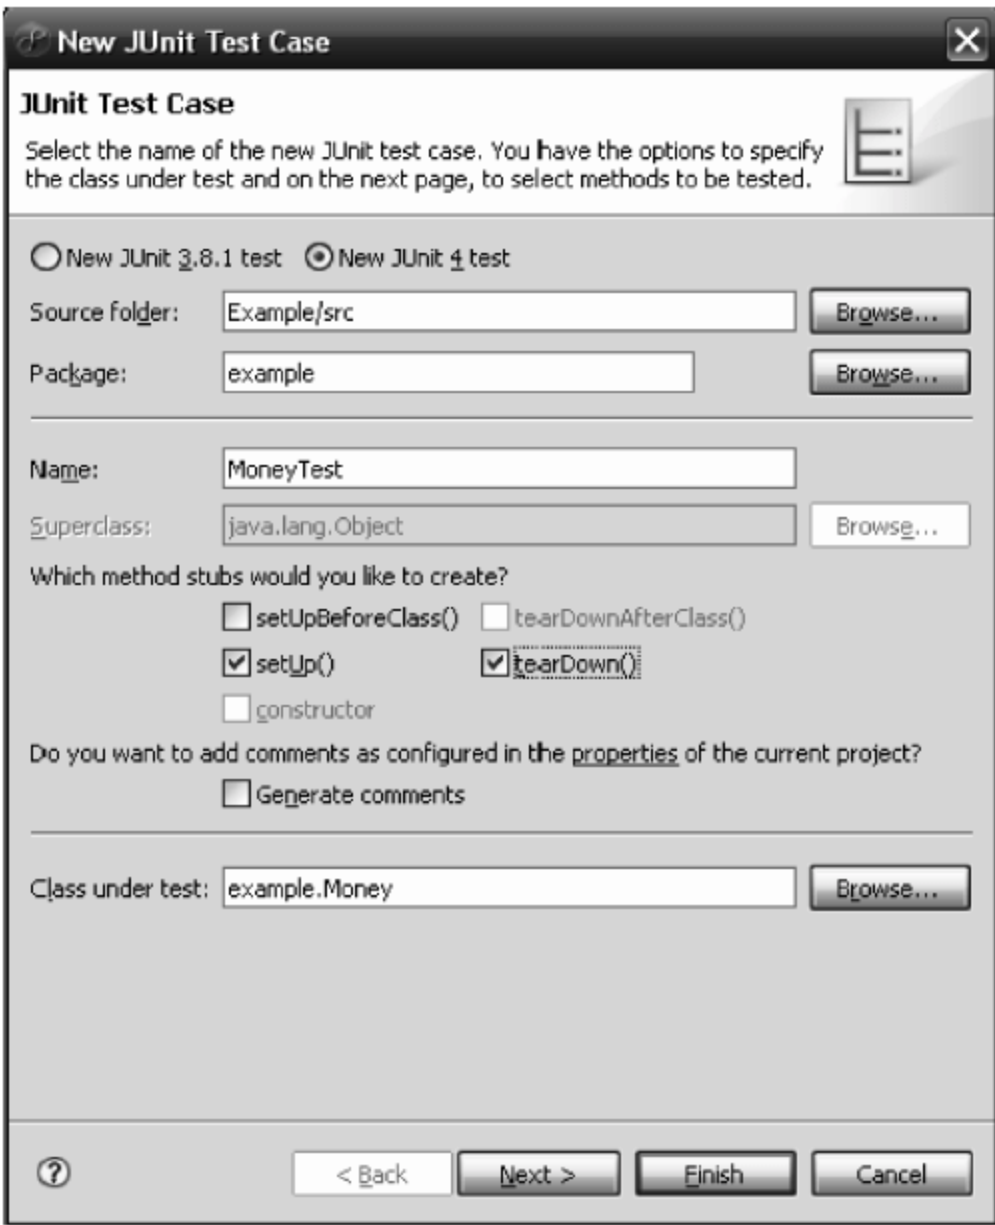 New JUnit Test Case
JUnit Test Case
Select the name of the new JUnit test case. You have the options to specify
the class under test and on the next page, to select methods to be tested.
New JUnit 3.8.1 test New JUnit 4 test
Source folder: Example/src Browse...
Package: example Browse...
Name: MoneyTest
Superclass: java.lang.Object Browse...
Which method stubs would you like to create?
setUpBeforeClass() tearDownAfterClass()
setUp() tearDown()
constructor
Do you want to add comments as configured in the properties of the current project?
Generate comments
Class under test: example.Money Browse...
? < Back Next > Finish Cancel